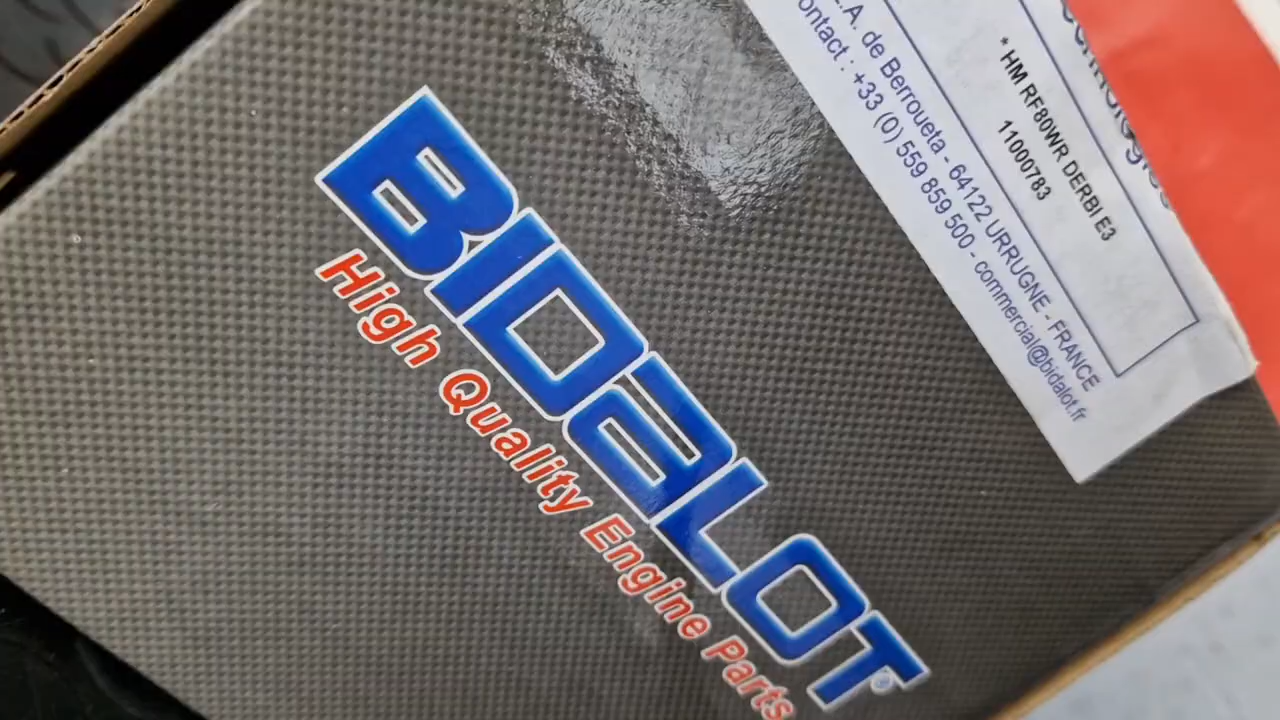 BIDALOT
High Quality Engine Parts
* HM RF80WR DERBI E3
11000783
.A. de Berroueta - 64122 URRUGNE - FRANCE
ontact : +33 (0) 559 859 500 - commercial@bidalot.fr